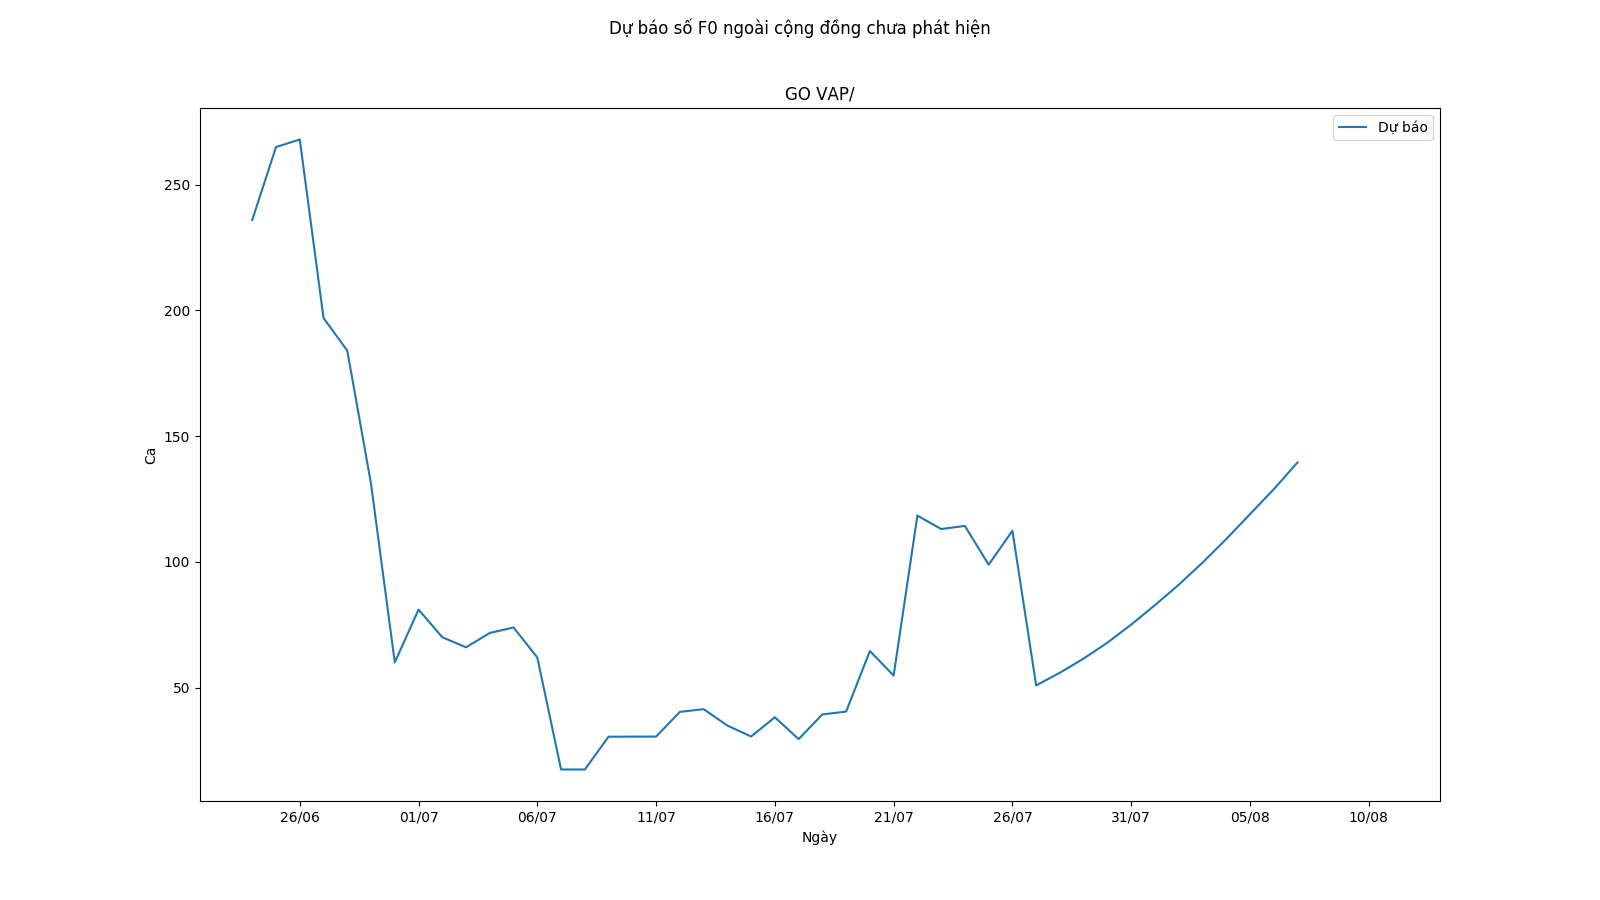 Dự báo số F0 ngoài cộng đồng chưa phát hiện
GO VAP/
Dự báo
250
200
150
100
50
Ca
26/06 01/07 06/07 11/07 16/07 21/07 26/07 31/07 05/08 10/08
Ngày